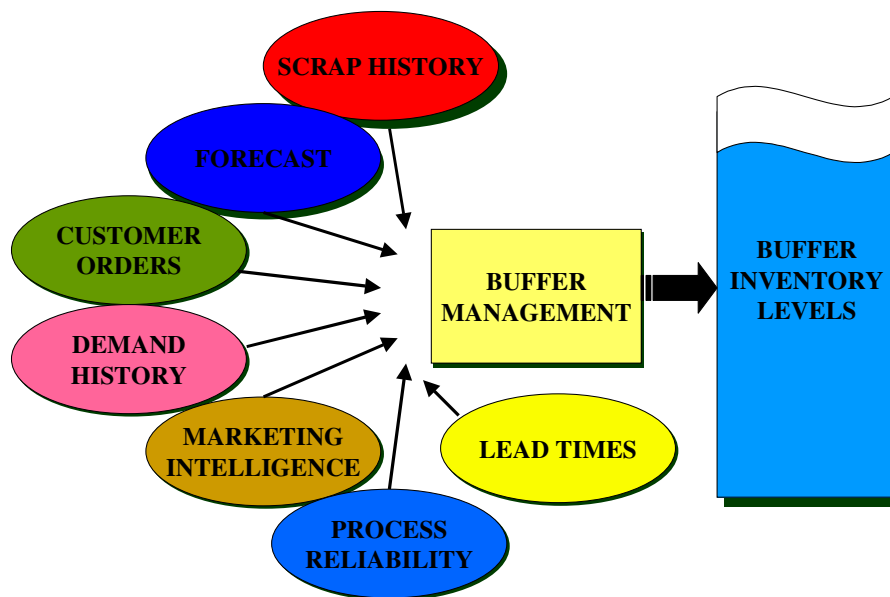 SCRAP HISTORY
FORECAST
CUSTOMER
ORDERS
DEMAND
HISTORY
MARKETING
INTELLIGENCE
PROCESS
RELIABILITY
LEAD TIMES
BUFFER
MANAGEMENT
BUFFER
INVENTORY
LEVELS